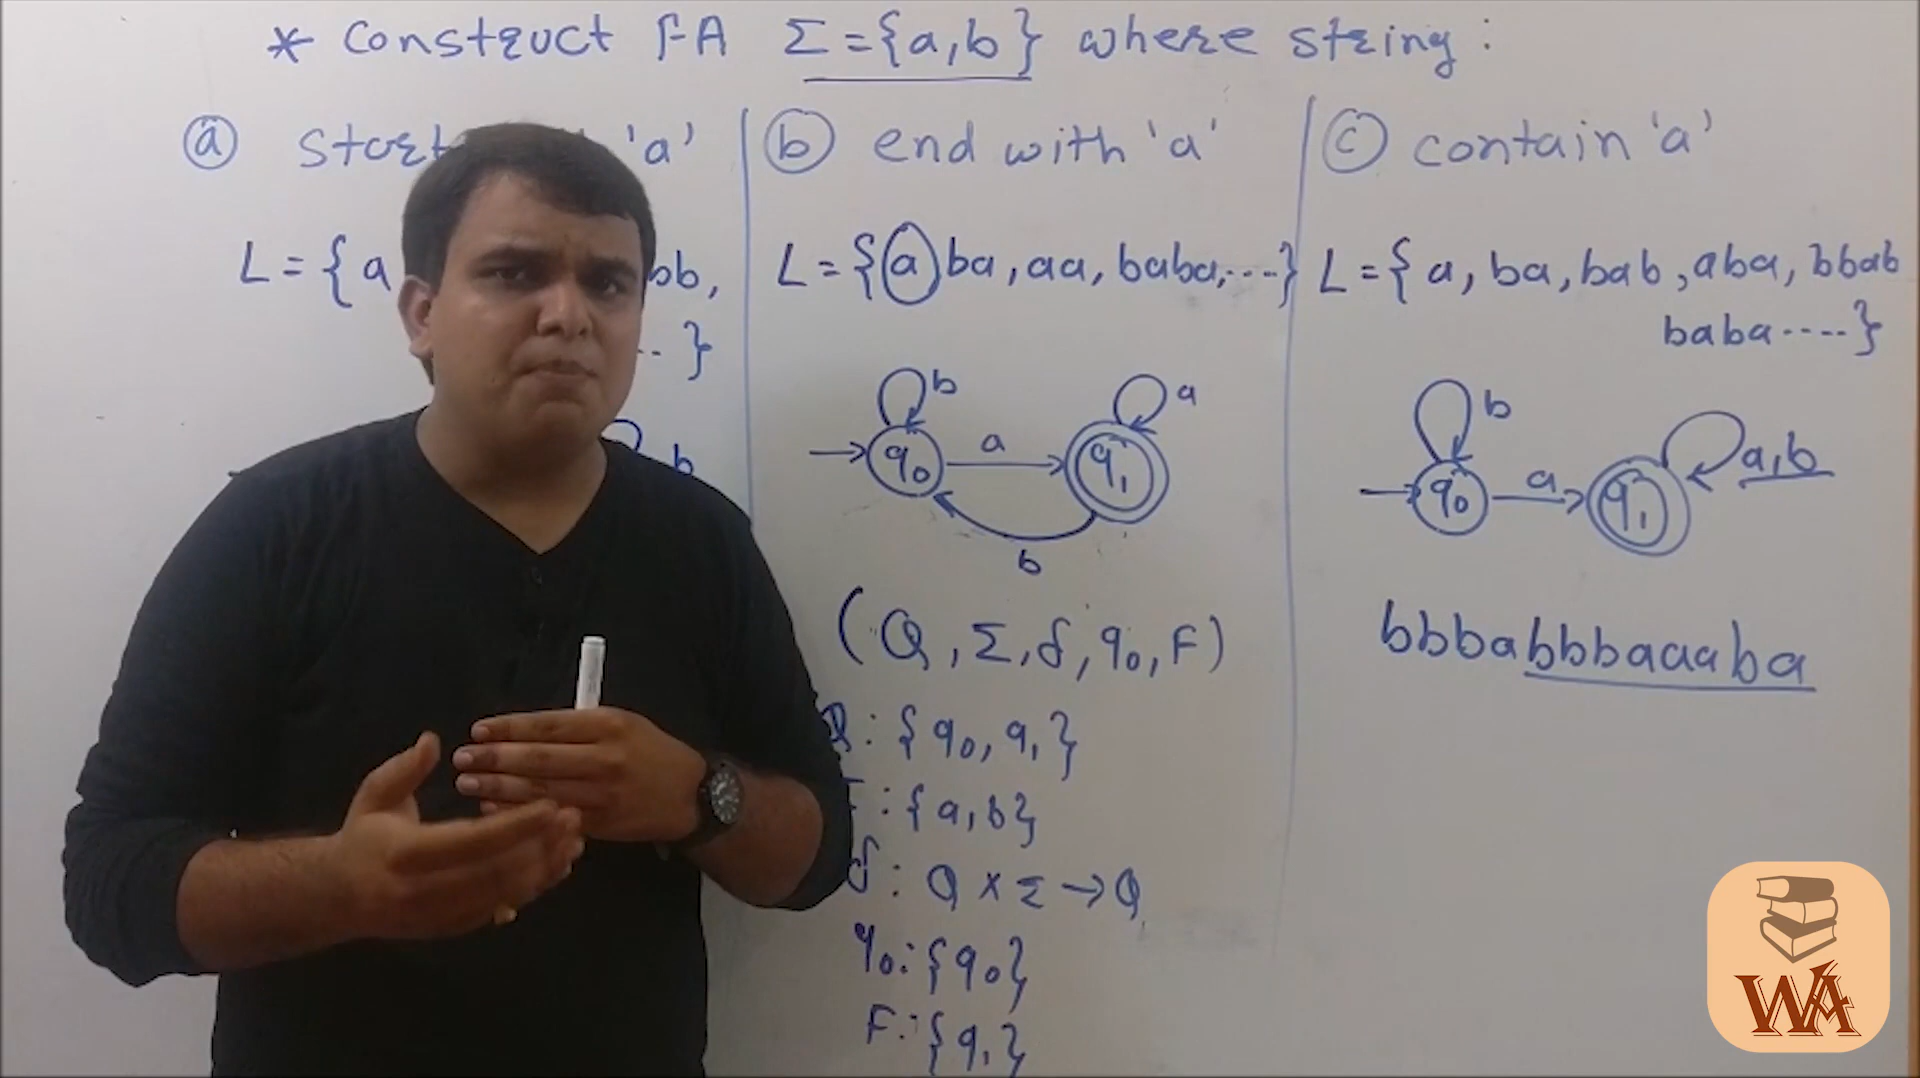 * Construct FA Σ={a,b} where string:
ⓐ 'a'
L={a bb,
.. }
b
ⓑ end with 'a'
L={a ba, aa, baba,....}
b
a
q0
a
q1
b
(Q, Σ, δ, q0, F)
Q: {q0, q1}
: {a, b}
δ: Q × Σ → Q
q0: {q0}
F: {q1}
ⓒ contain 'a'
L={a, ba, bab, aba, bbab
baba....}
b
a,b
q0
a
q1
bbbabbbaaaba
WA